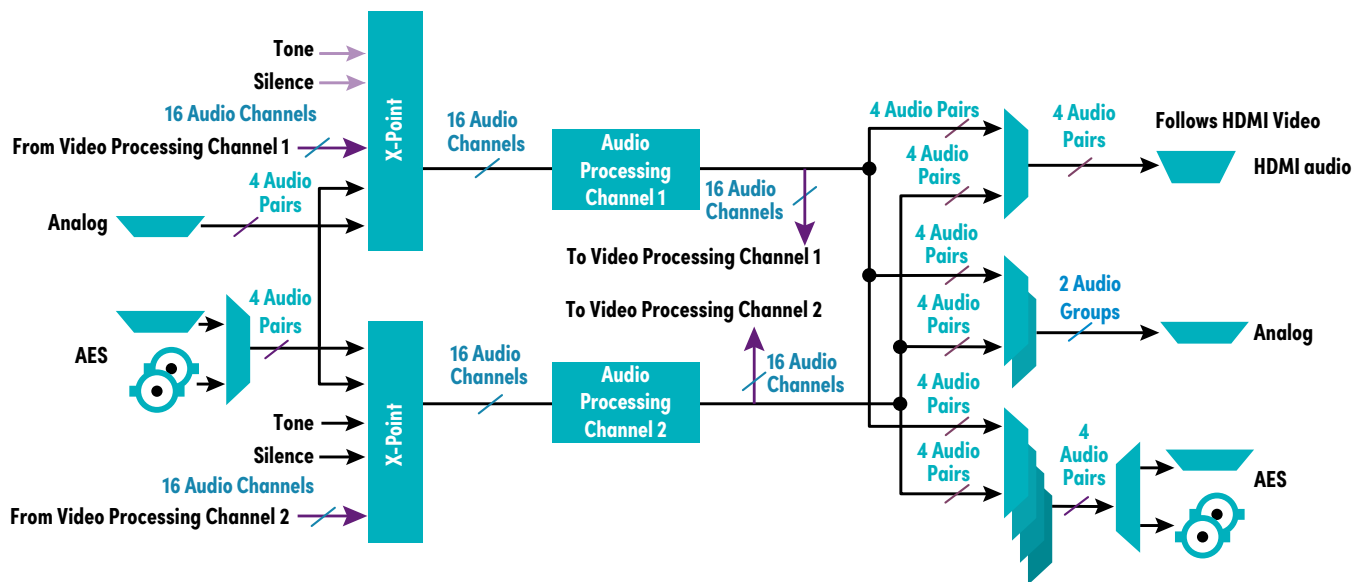 Tone
Silence
16 Audio Channels
From Video Processing Channel 1
4 Audio
Pairs
Analog
X-Point
16 Audio
Channels
Audio
Processing
Channel 1
16 Audio
Channels
To Video Processing Channel 1
4 Audio Pairs
4 Audio
Pairs
4 Audio
Pairs
Follows HDMI Video
HDMI audio
4 Audio
Pairs
4 Audio
Pairs
2 Audio
Groups
Analog
AES
4 Audio
Pairs
Tone
Silence
16 Audio Channels
From Video Processing Channel 2
X-Point
16 Audio
Channels
Audio
Processing
Channel 2
To Video Processing Channel 2
16 Audio
Channels
4 Audio
Pairs
4 Audio
Pairs
4
Audio
Pairs
AES